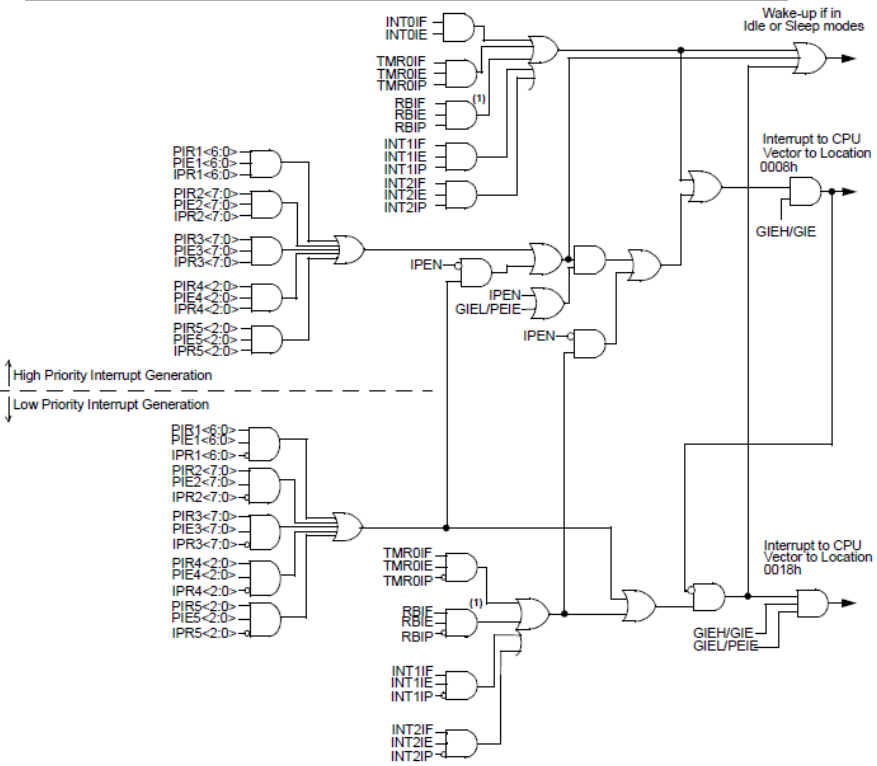 Wake-up if in
Idle or Sleep modes
INT0IF
INT0IE
TMR0IF
TMR0IE
TMR0IP
RBIF
RBIE
RBIP
(1)
INT1IF
INT1IE
INT1IP
INT2IF
INT2IE
INT2IP
Interrupt to CPU
Vector to Location
0008h
GIEH/GIE
PIR1<6:0>
PIE1<6:0>
IPR1<6:0>
PIR2<7:0>
PIE2<7:0>
IPR2<7:0>
PIR3<7:0>
PIE3<7:0>
IPR3<7:0>
PIR4<2:0>
PIE4<2:0>
IPR4<2:0>
PIR5<2:0>
PIE5<2:0>
IPR5<2:0>
IPEN
IPEN
GIEL/PEIE
IPEN
High Priority Interrupt Generation
Low Priority Interrupt Generation
PIR1<6:0>
PIE1<6:0>
IPR1<6:0>
PIR2<7:0>
PIE2<7:0>
IPR2<7:0>
PIR3<7:0>
PIE3<7:0>
IPR3<7:0>
PIR4<2:0>
PIE4<2:0>
IPR4<2:0>
PIR5<2:0>
PIE5<2:0>
IPR5<2:0>
TMR0IF
TMR0IE
TMR0IP
RBIF
RBIE
RBIP
(1)
INT1IF
INT1IE
INT1IP
INT2IF
INT2IE
INT2IP
Interrupt to CPU
Vector to Location
0018h
GIEH/GIE
GIEL/PEIE